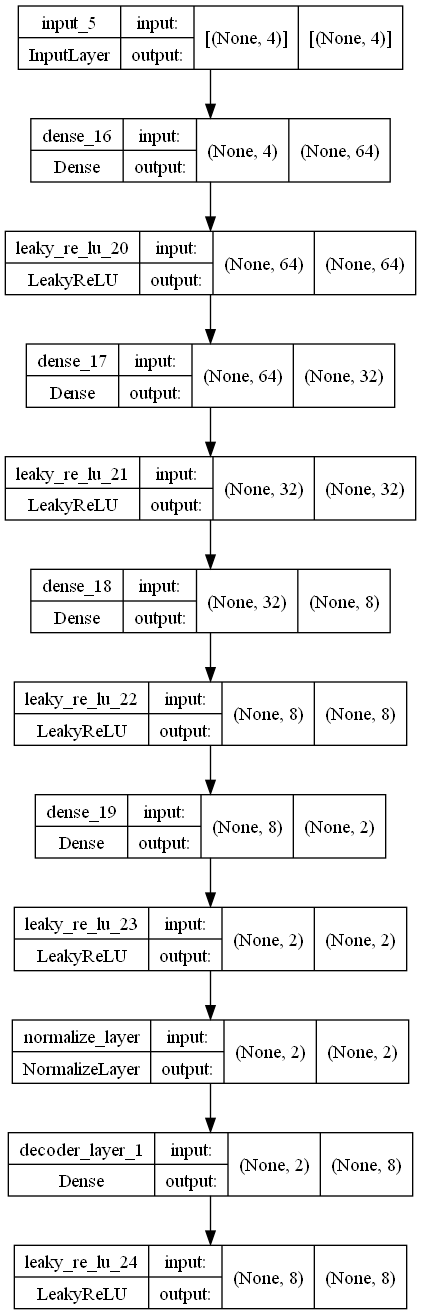 input_5 input: [(None, 4)] [(None, 4)]
InputLayer output:
dense_16 input: (None, 4) (None, 64)
Dense output:
leaky_re_lu_20 input: (None, 64) (None, 64)
LeakyReLU output:
dense_17 input: (None, 64) (None, 32)
Dense output:
leaky_re_lu_21 input: (None, 32) (None, 32)
LeakyReLU output:
dense_18 input: (None, 32) (None, 8)
Dense output:
leaky_re_lu_22 input: (None, 8) (None, 8)
LeakyReLU output:
dense_19 input: (None, 8) (None, 2)
Dense output:
leaky_re_lu_23 input: (None, 2) (None, 2)
LeakyReLU output:
normalize_layer input: (None, 2) (None, 2)
NormalizeLayer output:
decoder_layer_1 input: (None, 2) (None, 8)
Dense output:
leaky_re_lu_24 input: (None, 8) (None, 8)
LeakyReLU output: